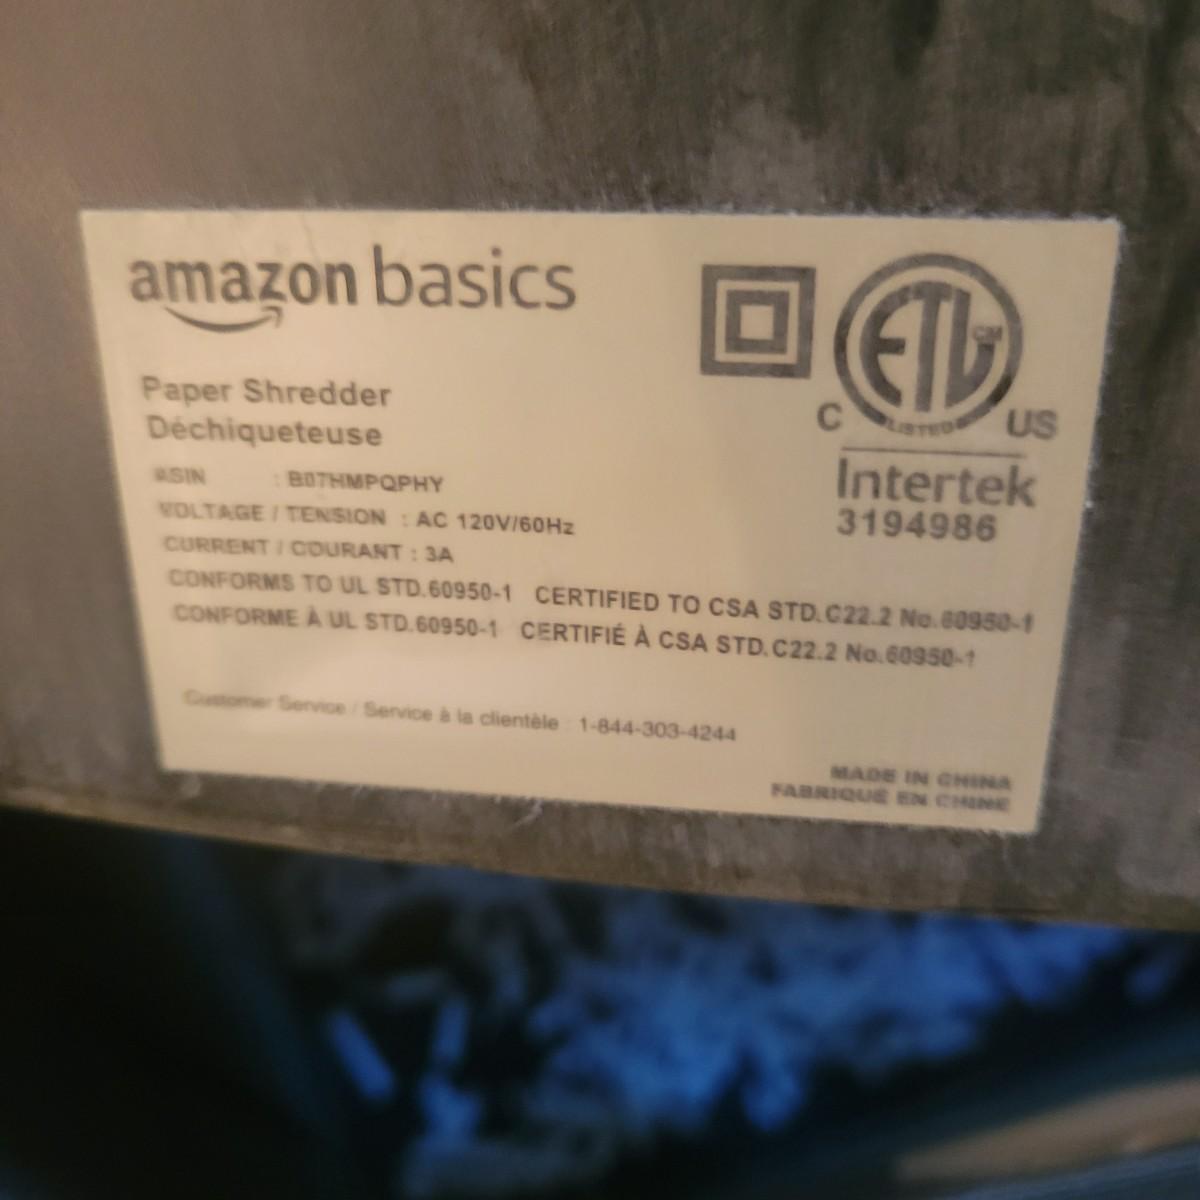 amazon basics
Paper Shredder
Déchiqueteuse
ASIN : B07HMPQPHY
VOLTAGE / TENSION : AC 120V/60Hz
CURRENT / COURANT : 3A
CONFORMS TO UL STD.60950-1 CERTIFIED TO CSA STD.C22.2 No.60950-1
CONFORME À UL STD.60950-1 CERTIFIÉ À CSA STD.C22.2 No.60950-1
Customer Service / Service à la clientèle : 1-844-303-4244
ETL CM
C LISTED US
Intertek
3194986
MADE IN CHINA
FABRIQUÉ EN CHINE